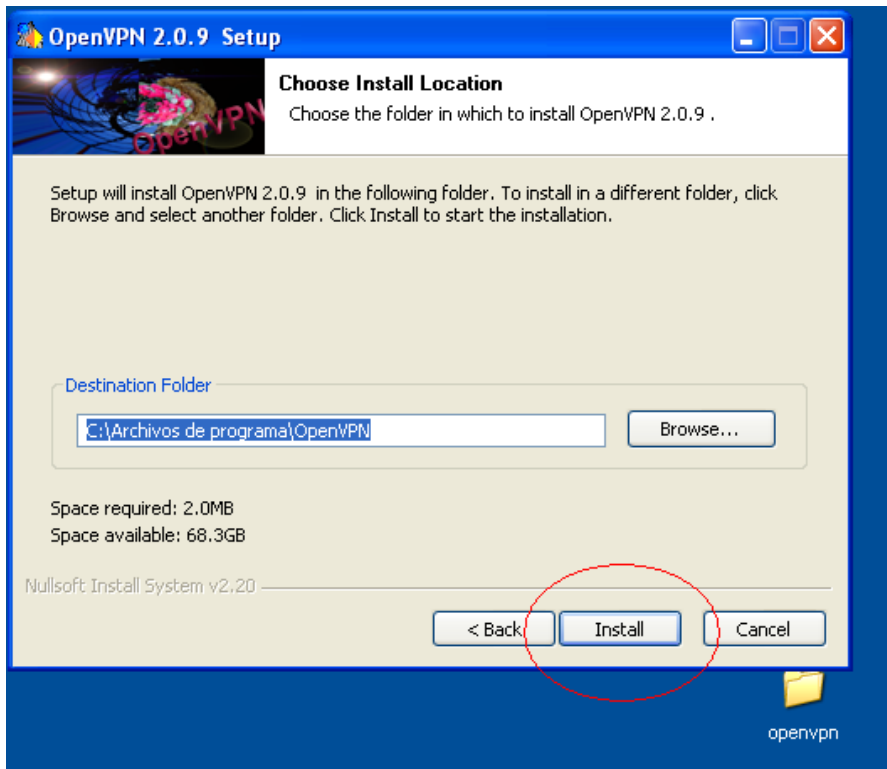 OpenVPN 2.0.9 Setup
OpenVPN
Choose Install Location
Choose the folder in which to install OpenVPN 2.0.9 .
Setup will install OpenVPN 2.0.9 in the following folder. To install in a different folder, click
Browse and select another folder. Click Install to start the installation.
Destination Folder
C:\Archivos de programa\OpenVPN
Browse...
Space required: 2.0MB
Space available: 68.3GB
Nullsoft Install System v2.20
< Back
Install
Cancel
openvpn